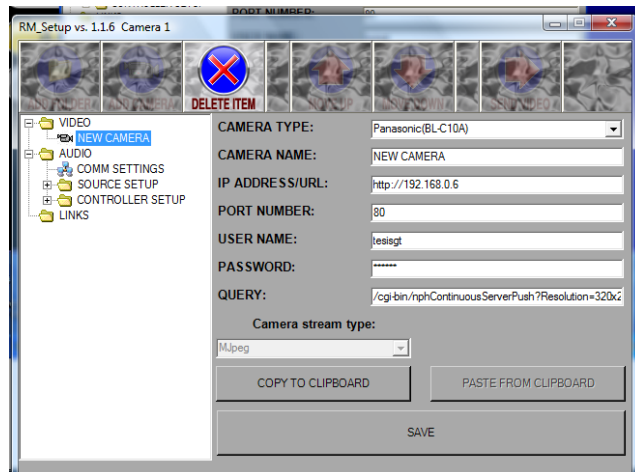 PORT NUMBER:
RM_Setup vs. 1.1.6 Camera 1
DELETE ITEM
VIDEO
NEW CAMERA
AUDIO
COMM SETTINGS
SOURCE SETUP
CONTROLLER SETUP
LINKS
CAMERA TYPE:
Panasonic(BL-C10A)
CAMERA NAME:
NEW CAMERA
IP ADDRESS/URL:
http://192.168.0.6
PORT NUMBER:
80
USER NAME:
tesisgt
PASSWORD:
******
QUERY:
/cgi-bin/nphContinuousServerPush?Resolution=320x2
Camera stream type:
MJpeg
COPY TO CLIPBOARD
PASTE FROM CLIPBOARD
SAVE